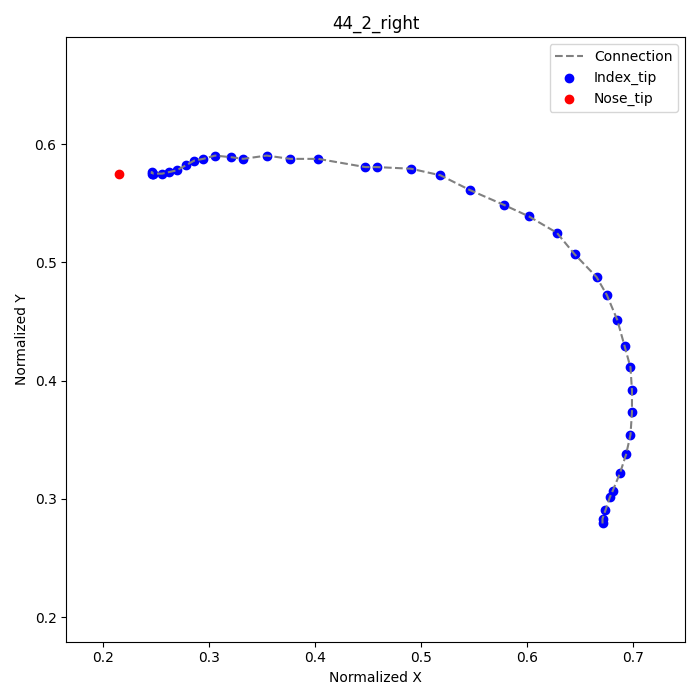 44_2_right
Connection
Index_tip
Nose_tip
0.6
0.5
0.4
0.3
0.2
Normalized Y
0.2 0.3 0.4 0.5 0.6 0.7
Normalized X